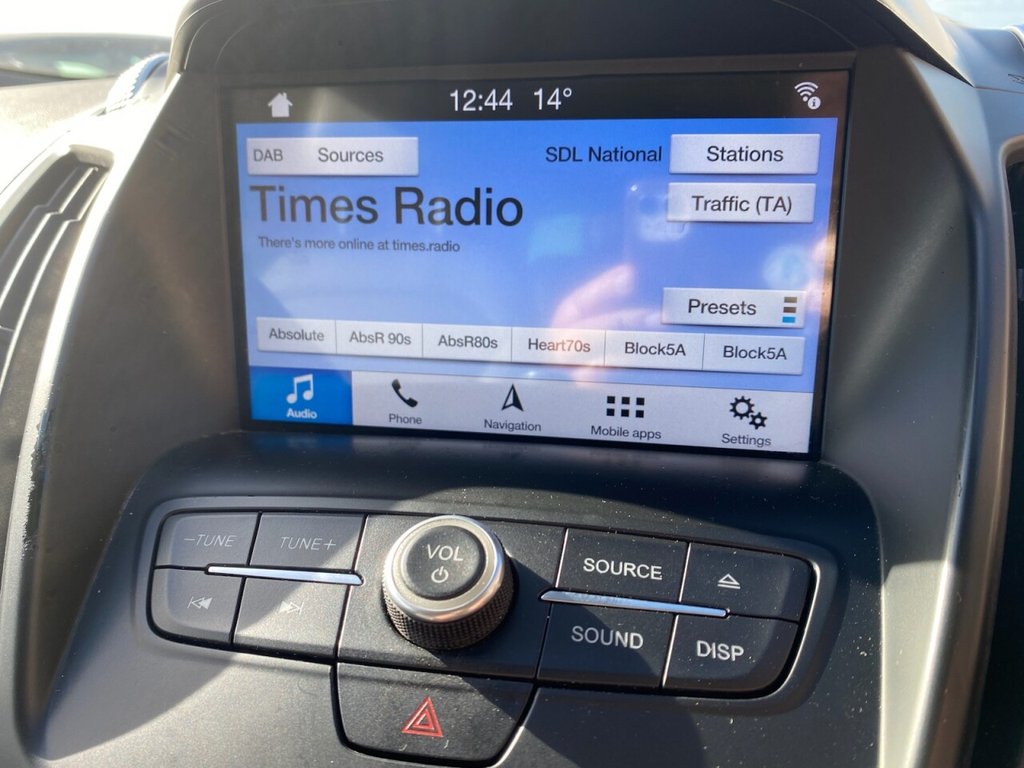 12:44 14°
DAB Sources SDL National Stations
Times Radio Traffic (TA)
There's more online at times.radio
Presets
Absolute AbsR 90s AbsR80s Heart70s Block5A Block5A
Audio Phone Navigation Mobile apps Settings
-TUNE TUNE+ VOL SOURCE
SOUND DISP